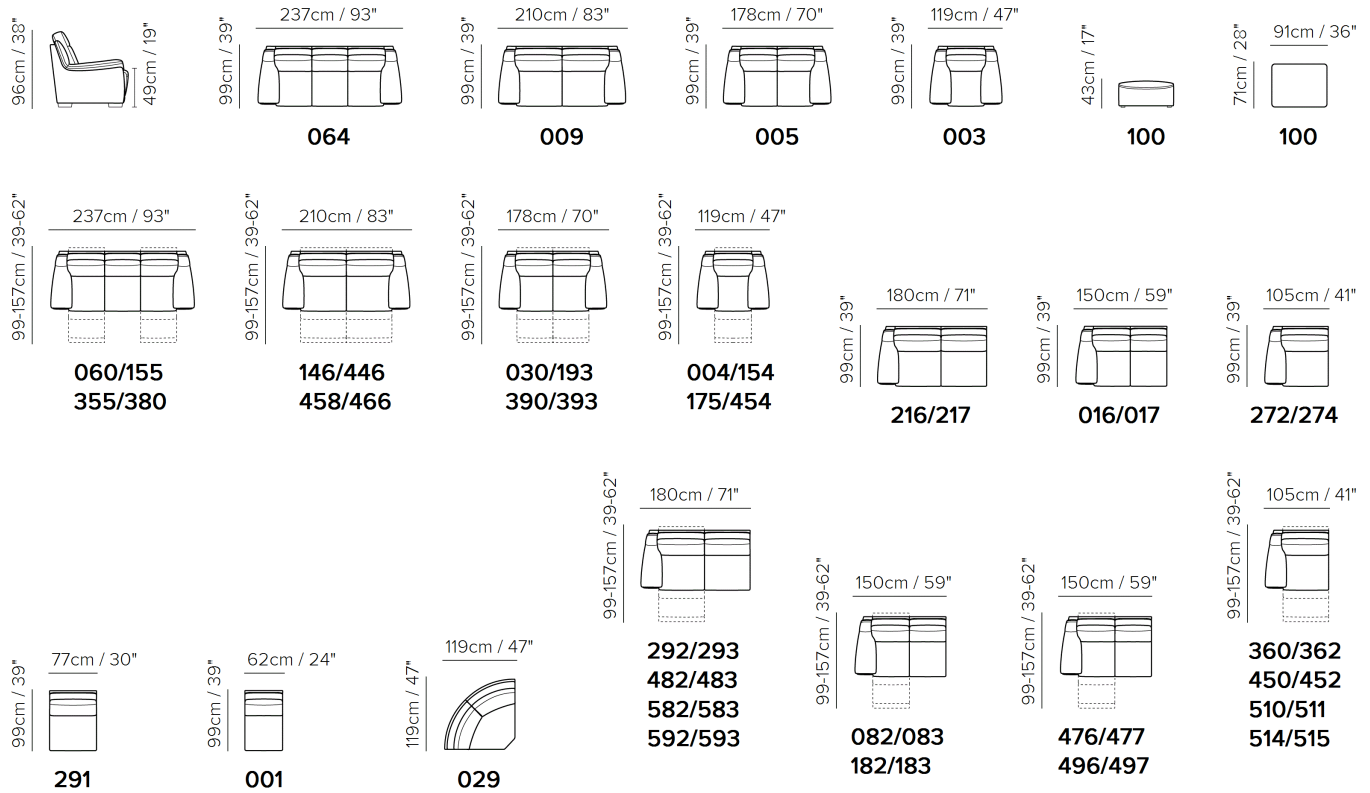 96cm / 38"
49cm / 19"
237cm / 93"
99cm / 39"
064
210cm / 83"
99cm / 39"
009
178cm / 70"
99cm / 39"
005
119cm / 47"
99cm / 39"
003
43cm / 17"
100
91cm / 36"
71cm / 28"
100
237cm / 93"
99-157cm / 39-62"
060/155
355/380
210cm / 83"
99-157cm / 39-62"
146/446
458/466
178cm / 70"
99-157cm / 39-62"
030/193
390/393
119cm / 47"
99-157cm / 39-62"
004/154
175/454
180cm / 71"
99cm / 39"
216/217
150cm / 59"
99cm / 39"
016/017
105cm / 41"
99cm / 39"
272/274
77cm / 30"
99cm / 39"
291
62cm / 24"
99cm / 39"
001
119cm / 47"
119cm / 47"
029
180cm / 71"
99-157cm / 39-62"
292/293
482/483
582/583
592/593
150cm / 59"
99-157cm / 39-62"
082/083
182/183
150cm / 59"
99-157cm / 39-62"
476/477
496/497
105cm / 41"
99-157cm / 39-62"
360/362
450/452
510/511
514/515